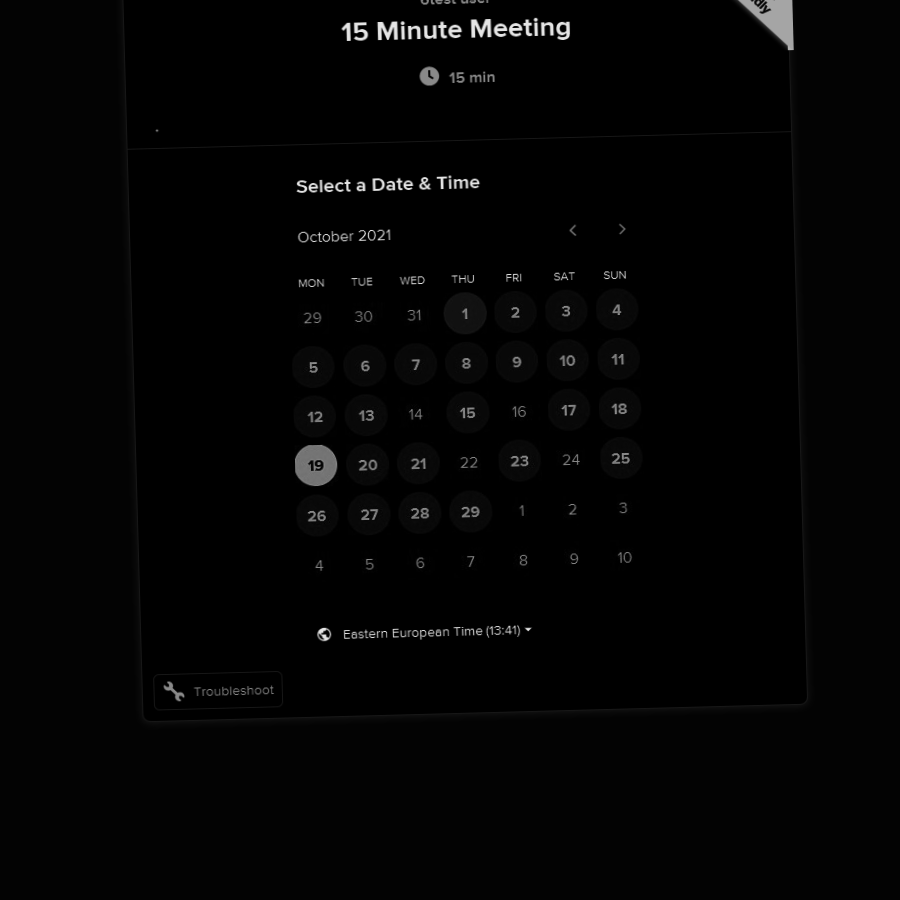 15 Minute Meeting
15 min
Select a Date & Time
October 2021
MON TUE WED THU FRI SAT SUN
29 30 31 1 2 3 4
5 6 7 8 9 10 11
12 13 14 15 16 17 18
19 20 21 22 23 24 25
26 27 28 29 1 2 3
4 5 6 7 8 9 10
Eastern European Time (13:41)
Troubleshoot